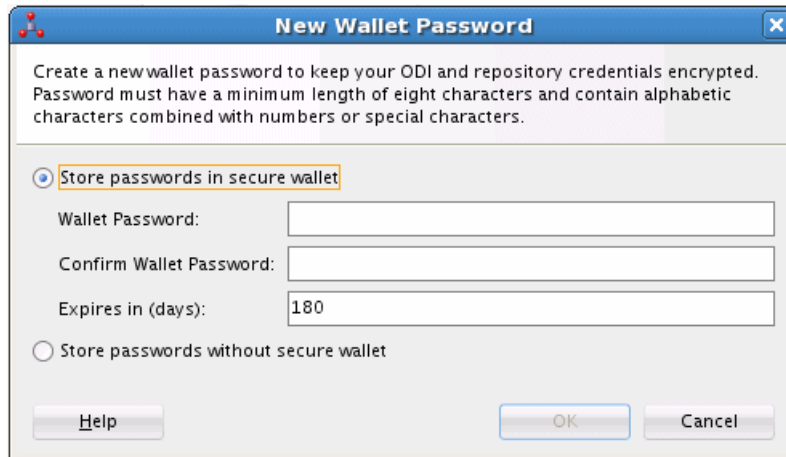 New Wallet Password
Create a new wallet password to keep your ODI and repository credentials encrypted.
Password must have a minimum length of eight characters and contain alphabetic
characters combined with numbers or special characters.
Store passwords in secure wallet
Wallet Password:
Confirm Wallet Password:
Expires in (days): 180
Store passwords without secure wallet
Help OK Cancel